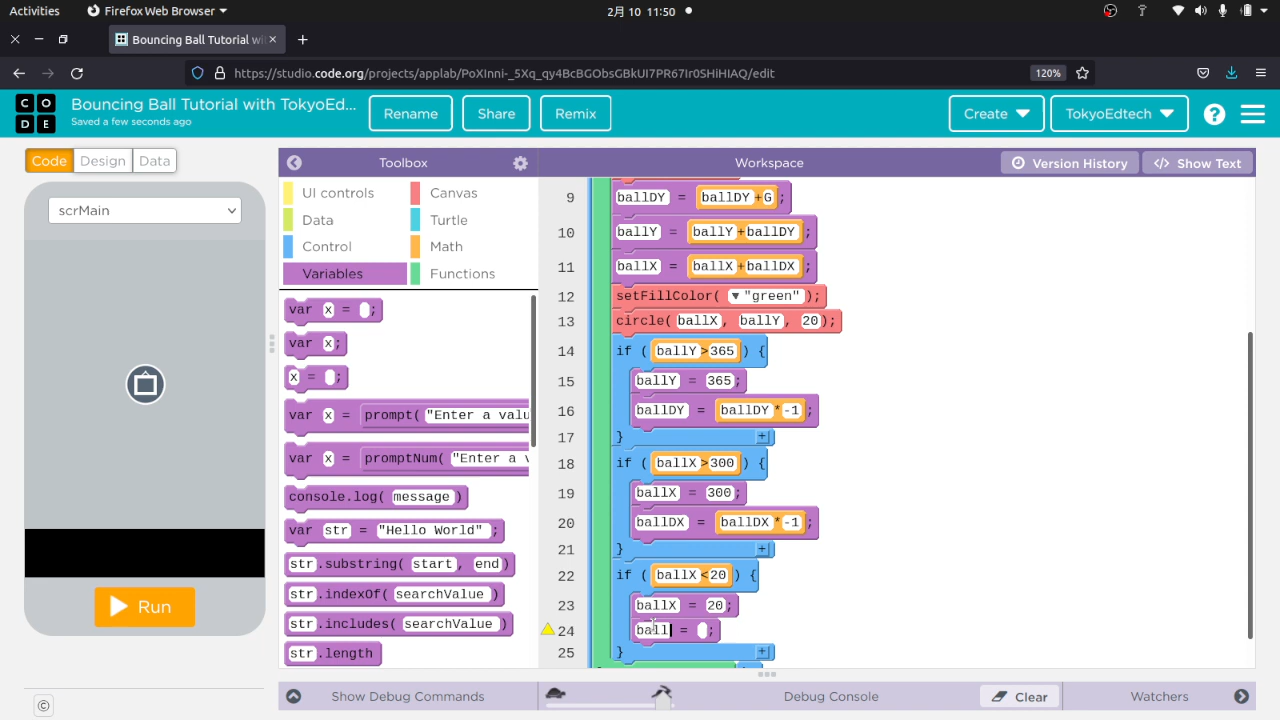 Activities
Firefox Web Browser
2月 10 11:50
Bouncing Ball Tutorial wi
https://studio.code.org/projects/applab/PoXInni-_5Xq_qy4BcBGObsGBkUI7PR67Ir0SHiHIAQ/edit
120%
C O D E
Bouncing Ball Tutorial with TokyoEd...
Saved a few seconds ago
Rename
Share
Remix
Create
TokyoEdtech
?
Code
Design
Data
Toolbox
Workspace
Version History
</> Show Text
scrMain
UI controls
Canvas
Data
Turtle
Control
Math
Variables
Functions
var x = ;
var x;
x = ;
var x = prompt( "Enter a valu
var x = promptNum( "Enter a v
console.log( message )
var str = "Hello World" ;
str.substring( start, end )
str.indexOf( searchValue )
str.includes( searchValue )
str.length
9 ballDY = ballDY+G ;
10 ballY = ballY+ballDY ;
11 ballX = ballX+ballDX ;
12 setFillColor( "green" );
13 circle( ballX, ballY, 20);
14 if ( ballY>365 ) {
15 ballY = 365;
16 ballDY = ballDY*-1 ;
17 } +
18 if ( ballX>300 ) {
19 ballX = 300;
20 ballDX = ballDX*-1 ;
21 } +
22 if ( ballX<20 ) {
23 ballX = 20;
24 ball = ;
25 } +
Run
©
Show Debug Commands
Debug Console
Clear
Watchers